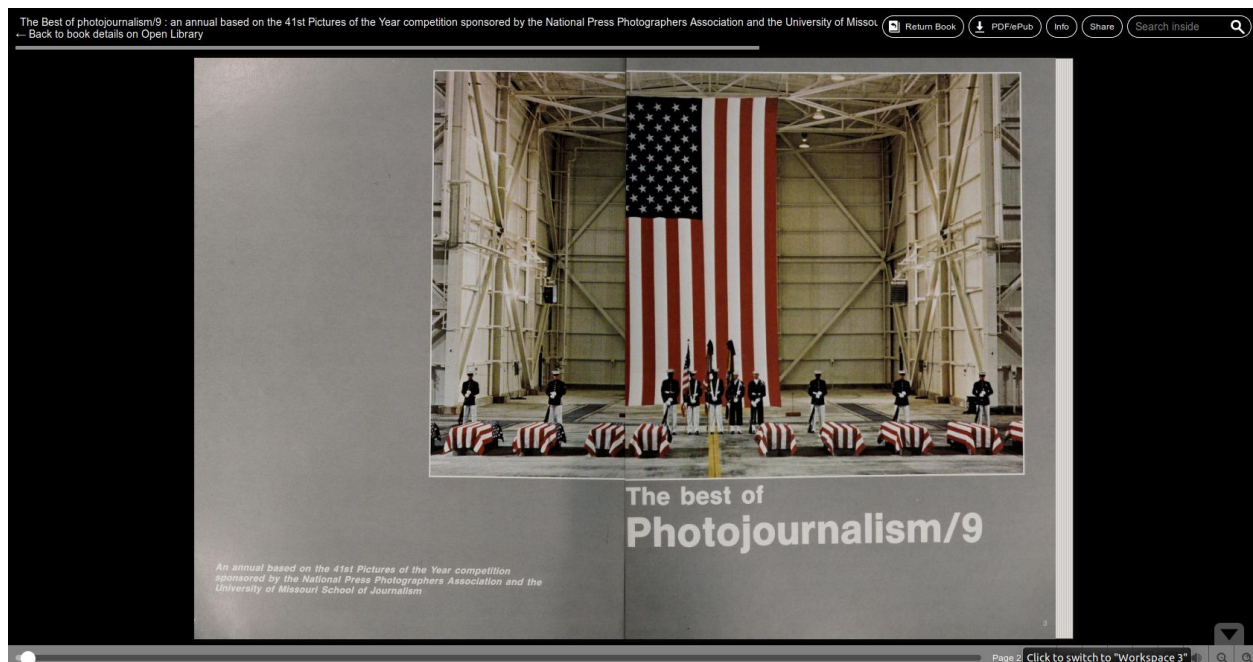 The Best of photojournalism/9 : an annual based on the 41st Pictures of the Year competition sponsored by the National Press Photographers Association and the University of Missou
← Back to book details on Open Library
Return Book
PDF/ePub
Info
Share
Search inside
The best of
Photojournalism/9
An annual based on the 41st Pictures of the Year competition
sponsored by the National Press Photographers Association and the
University of Missouri School of Journalism
3
Page 2
Click to switch to "Workspace 3"